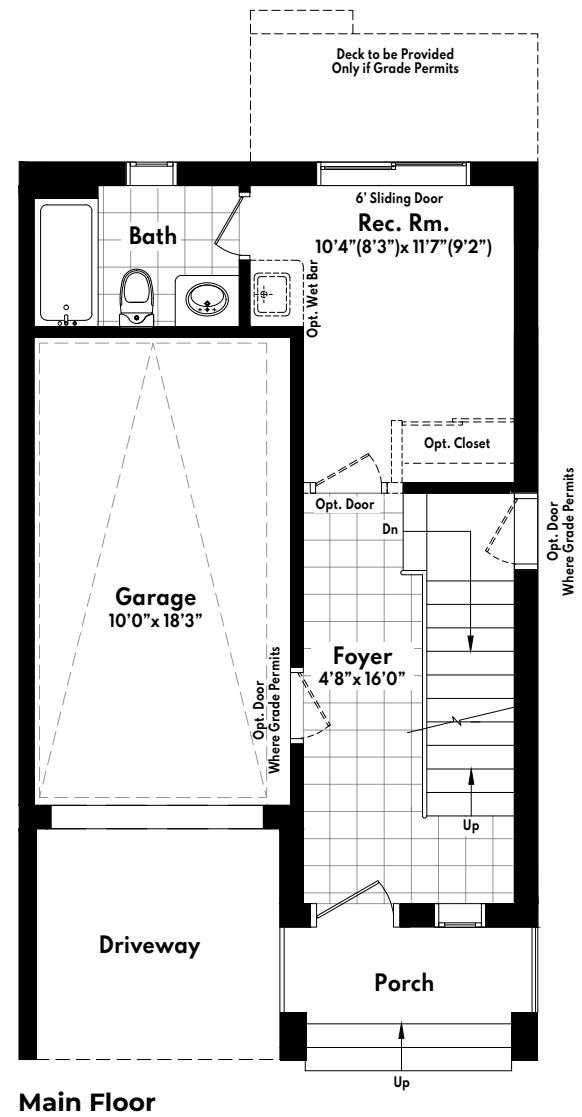 Deck to be Provided
Only if Grade Permits
6' Sliding Door
Rec. Rm.
10'4"(8'3")x 11'7"(9'2")
Bath
Opt. Wet Bar
Opt. Closet
Opt. Door
Dn
Opt. Door
Where Grade Permits
Garage
10'0"x 18'3"
Foyer
4'8"x 16'0"
Opt. Door
Where Grade Permits
Up
Driveway
Porch
Up
Main Floor